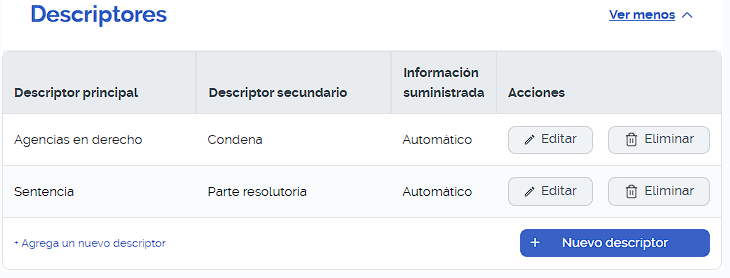 Descriptores
Ver menos
Descriptor principal
Descriptor secundario
Información suministrada
Acciones
Agencias en derecho
Condena
Automático
Editar
Eliminar
Sentencia
Parte resolutoria
Automático
Editar
Eliminar
+ Agrega un nuevo descriptor
+ Nuevo descriptor